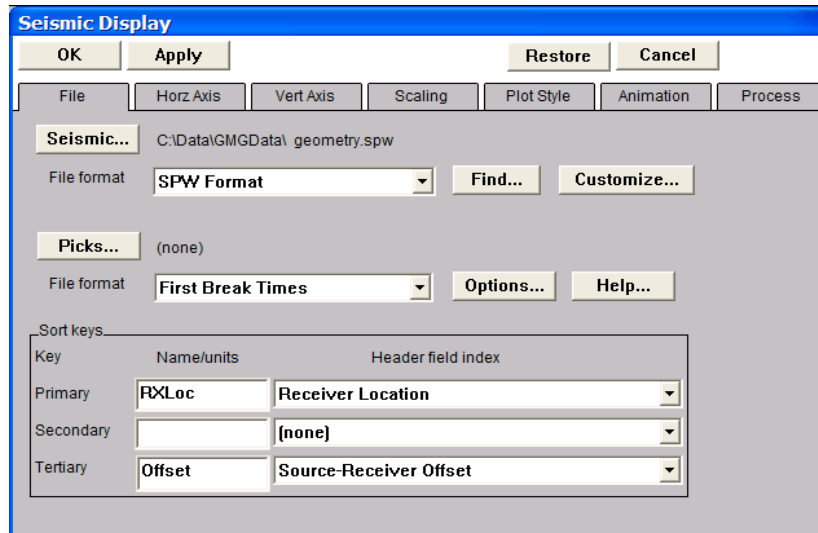 Seismic Display
OK Apply Restore Cancel
File Horz Axis Vert Axis Scaling Plot Style Animation Process
Seismic... C:\Data\GMGData\ geometry.spw
File format SPW Format Find... Customize...
Picks... (none)
File format First Break Times Options... Help...
Sort keys
Key Name/units Header field index
Primary RXLoc Receiver Location
Secondary (none)
Tertiary Offset Source-Receiver Offset